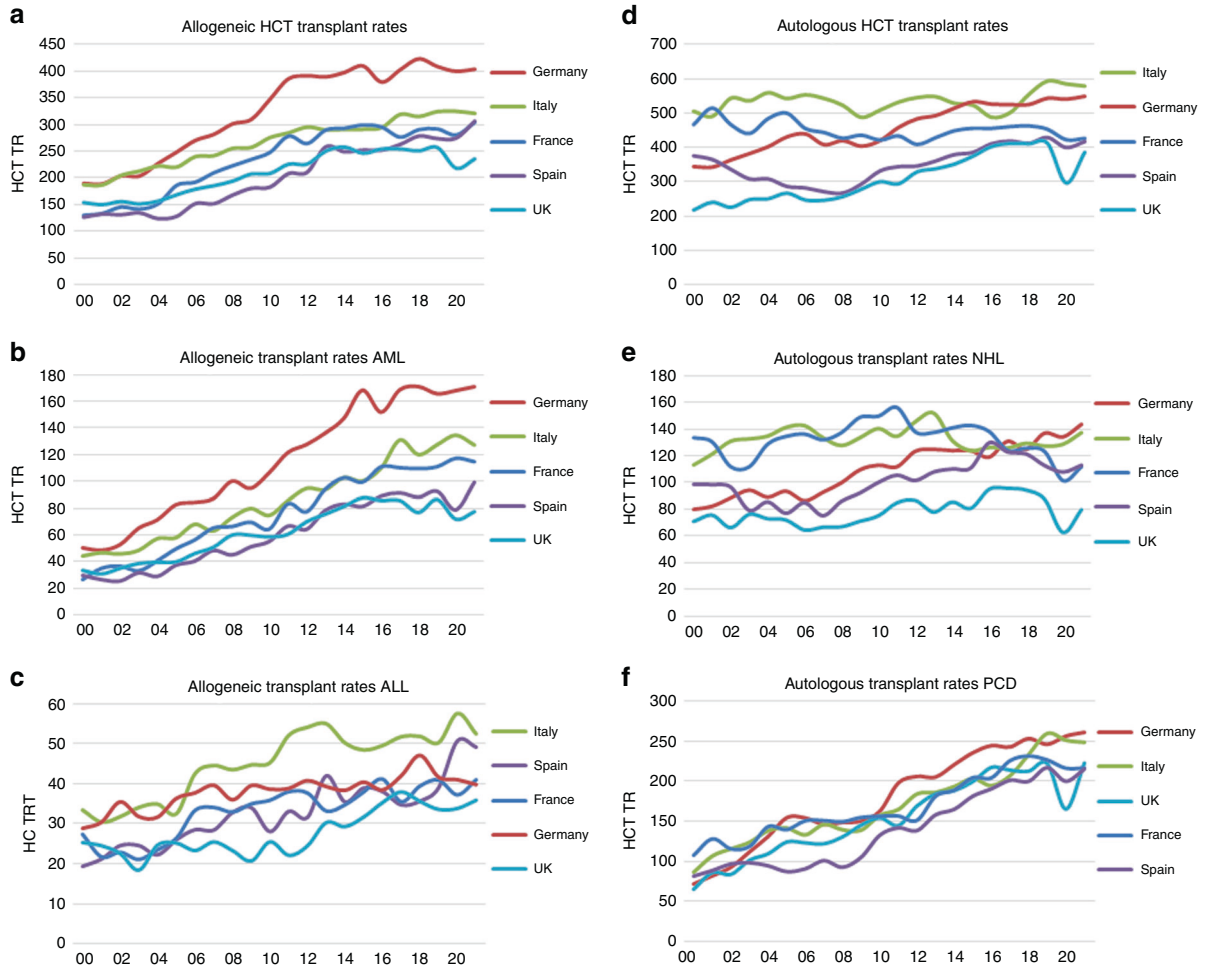 a
Allogeneic HCT transplant rates
HCT TR
450
400
350
300
250
200
150
100
50
0
00 02 04 06 08 10 12 14 16 18 20
Germany
Italy
France
Spain
UK
b
Allogeneic transplant rates AML
HCT TR
180
160
140
120
100
80
60
40
20
0
00 02 04 06 08 10 12 14 16 18 20
Germany
Italy
France
Spain
UK
c
Allogeneic transplant rates ALL
HC TRT
60
50
40
30
20
10
0
00 02 04 06 08 10 12 14 16 18 20
Italy
Spain
France
Germany
UK
d
Autologous HCT transplant rates
HCT TR
700
600
500
400
300
200
100
0
00 02 04 06 08 10 12 14 16 18 20
Italy
Germany
France
Spain
UK
e
Autologous transplant rates NHL
HCT TR
180
160
140
120
100
80
60
40
20
0
00 02 04 06 08 10 12 14 16 18 20
Germany
Italy
France
Spain
UK
f
Autologous transplant rates PCD
HCT TR
300
250
200
150
100
50
0
00 02 04 06 08 10 12 14 16 18 20
Germany
Italy
UK
France
Spain